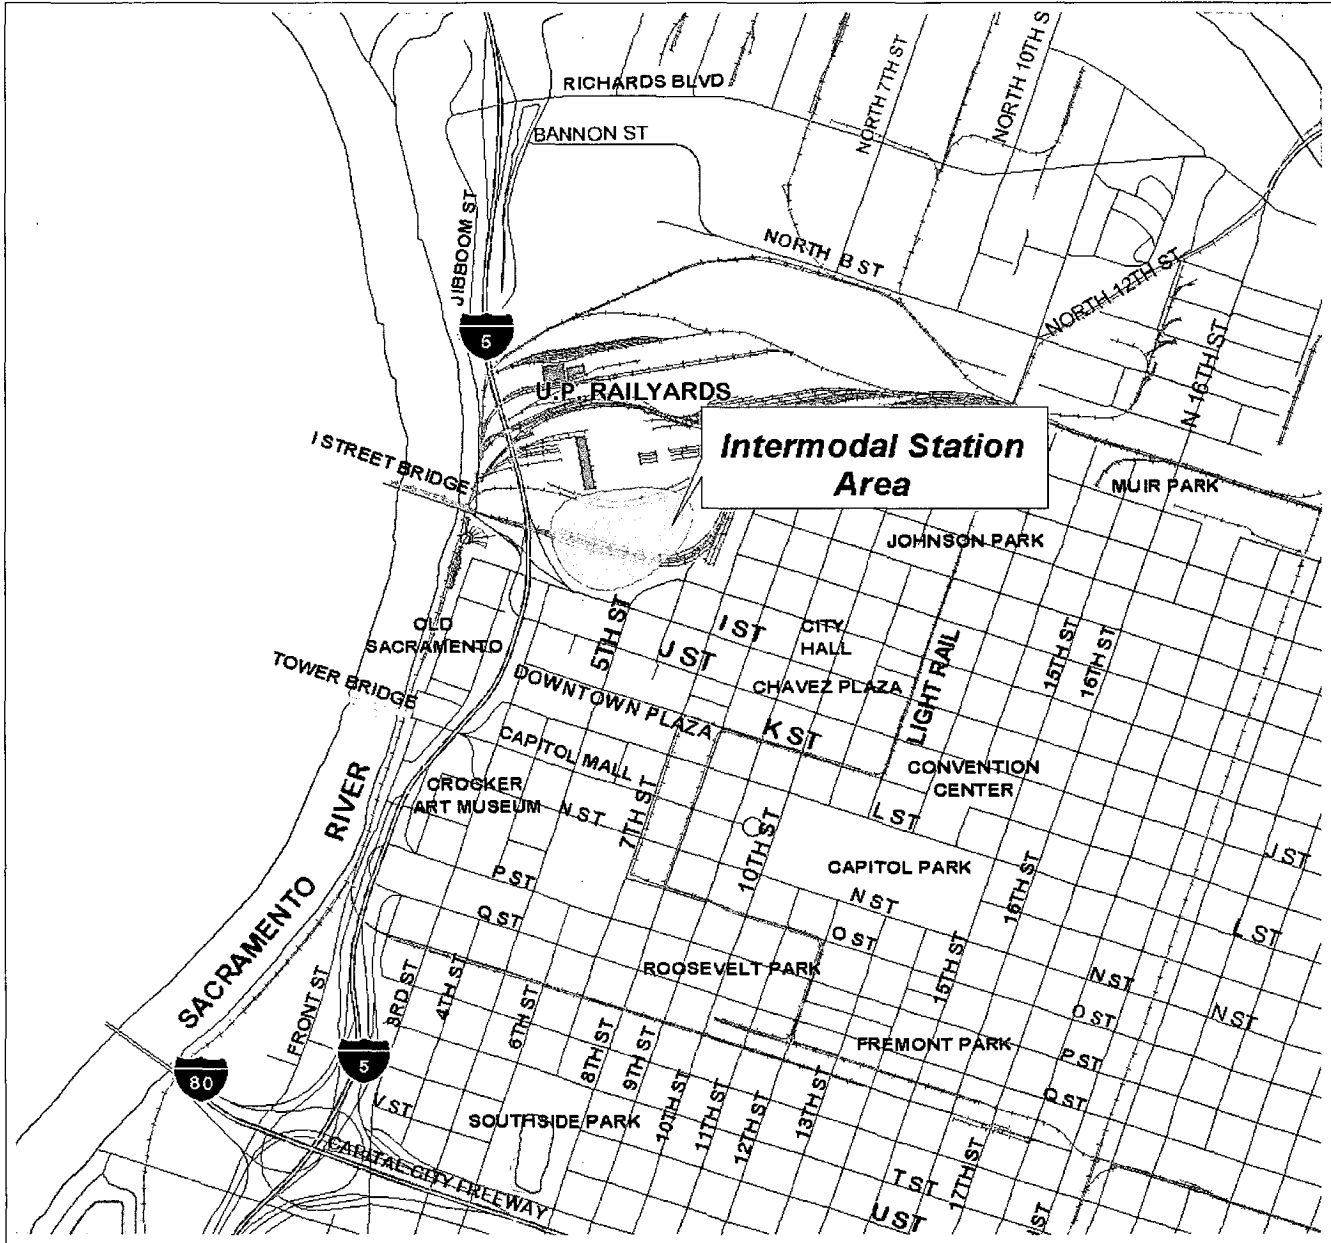 RICHARDS BLVD
NORTH 7TH ST
NORTH 10TH S
BANNON ST
JIBBOOM ST
NORTH B ST
NORTH 12TH ST
5
N 16TH ST
U.P. RAILYARDS
Intermodal Station
Area
I STREET BRIDGE
MUIR PARK
JOHNSON PARK
OLD
SACRAMENTO
5TH ST
I ST
CITY
HALL
J ST
15TH ST
16TH ST
LIGHT RAIL
TOWER BRIDGE
DOWNTOWN PLAZA
CHAVEZ PLAZA
K ST
CAPITOL MALL
CONVENTION
CENTER
CROCKER
ART MUSEUM
N ST
7TH ST
10TH ST
L ST
J ST
CAPITOL PARK
P ST
N ST
16TH ST
Q ST
O ST
L ST
SACRAMENTO RIVER
ROOSEVELT PARK
15TH ST
N ST
N ST
FRONT ST
3RD ST
4TH ST
6TH ST
O ST
8TH ST
9TH ST
FREMONT PARK
P ST
5
80
Q ST
V ST
SOUTHSIDE PARK
10TH ST
11TH ST
12TH ST
13TH ST
CAPITAL CITY FREEWAY
T ST
17TH ST
U ST
H ST